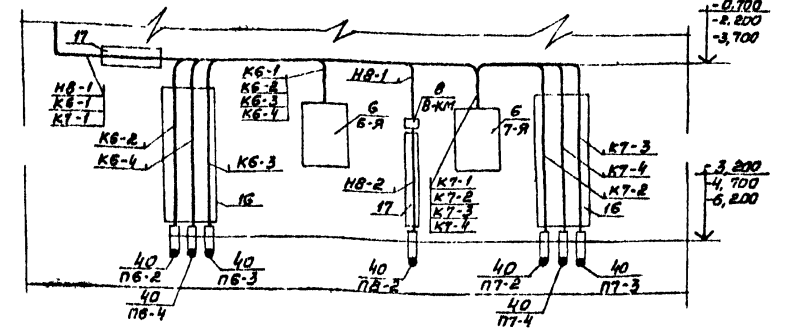 -0,700
-2,200
-3,700
17
Н8-1
К6-1
К7-1
К6-1
К6-2
К6-3
К6-4
Н8-1
8
В-КМ
6
6-Я
6
7-Я
К6-2
К6-4
К6-3
16
Н8-2
17
К7-1
К7-2
К7-3
К7-4
К7-3
К7-4
К7-2
16
-3,200
-4,700
-6,200
40
П6-2
40
П6-3
40
П6-4
40
П8-2
40
П7-2
40
П7-3
40
П7-4